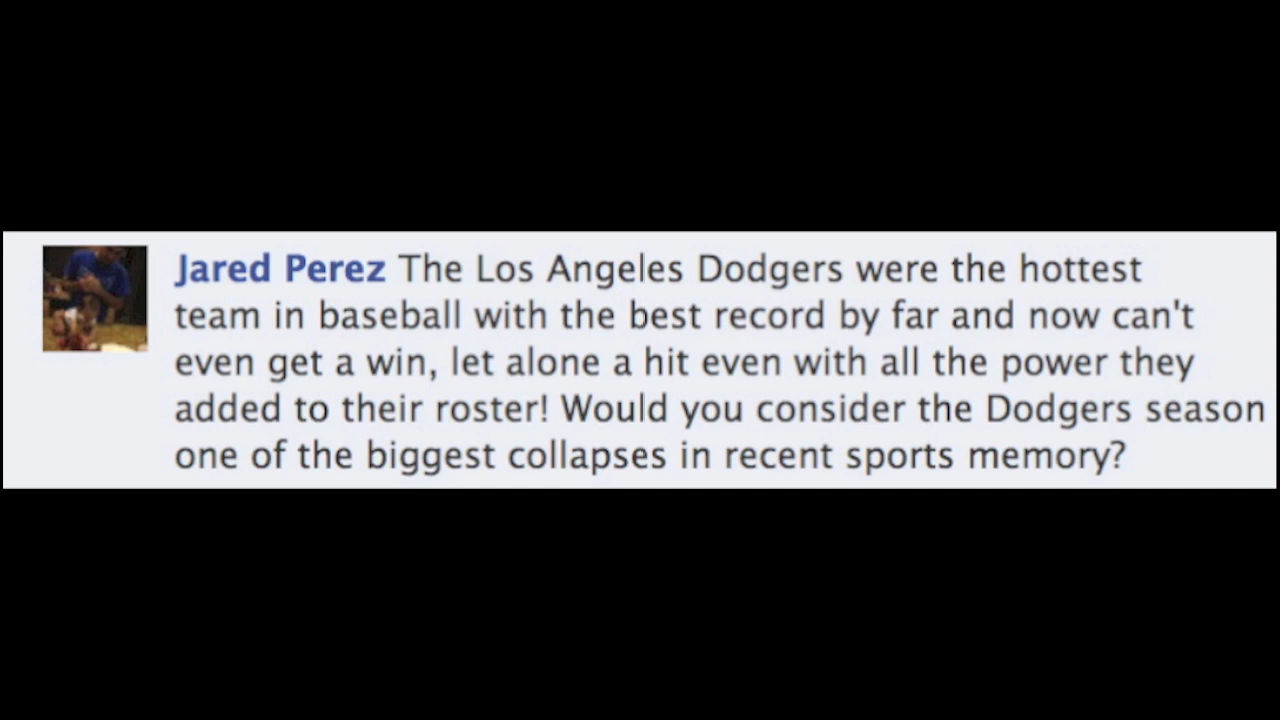 Jared Perez The Los Angeles Dodgers were the hottest
team in baseball with the best record by far and now can't
even get a win, let alone a hit even with all the power they
added to their roster! Would you consider the Dodgers season
one of the biggest collapses in recent sports memory?